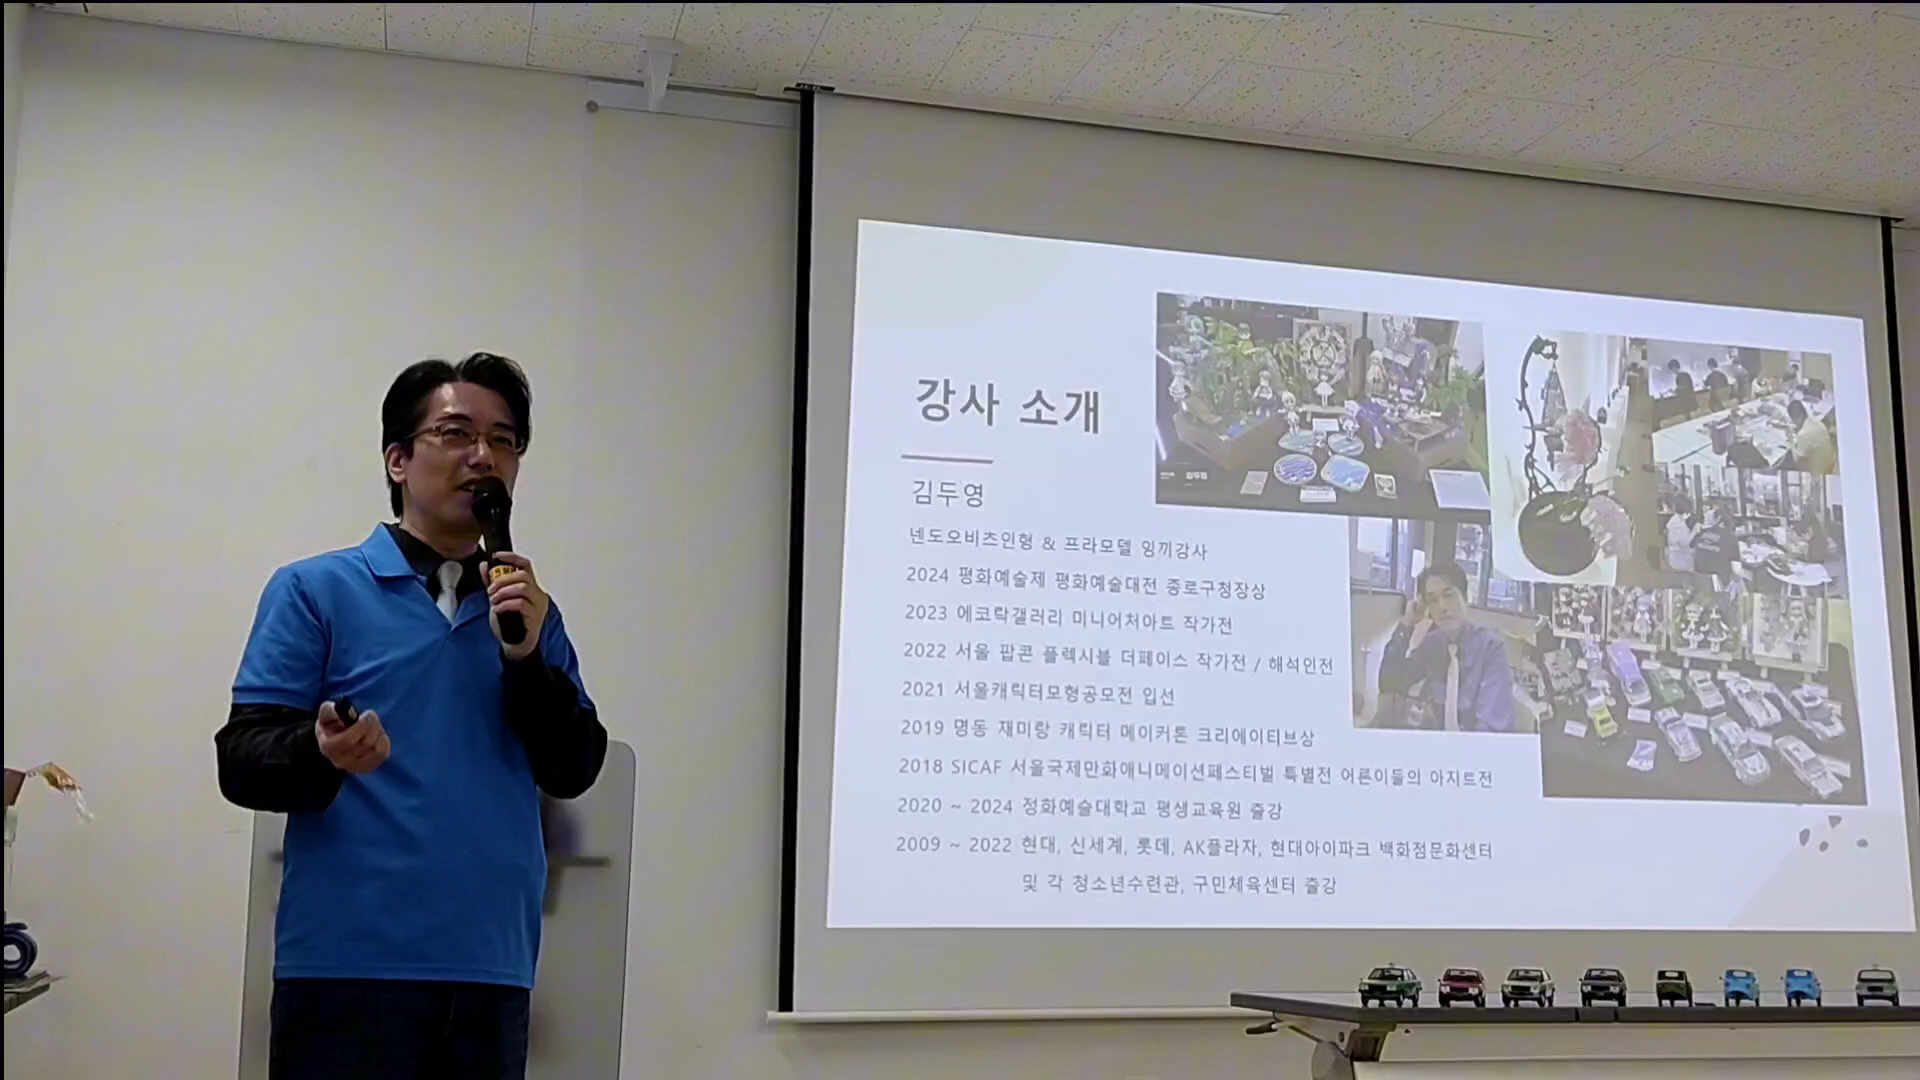 강사 소개
김두영
넨도오비츠인형 & 프라모델 잉끼강사
2024 평화예술제 평화예술대전 종로구청장상
2023 에코락갤러리 미니어처아트 작가전
2022 서울 팝콘 플렉시블 더페이스 작가전 / 해석인전
2021 서울캐릭터모형공모전 입선
2019 명동 재미랑 캐릭터 메이커톤 크리에이티브상
2018 SICAF 서울국제만화애니메이션페스티벌 특별전 어른이들의 아지트전
2020 ~ 2024 정화예술대학교 평생교육원 출강
2009 ~ 2022 현대, 신세계, 롯데, AK플라자, 현대아이파크 백화점문화센터
및 각 청소년수련관, 구민체육센터 출강
김두영